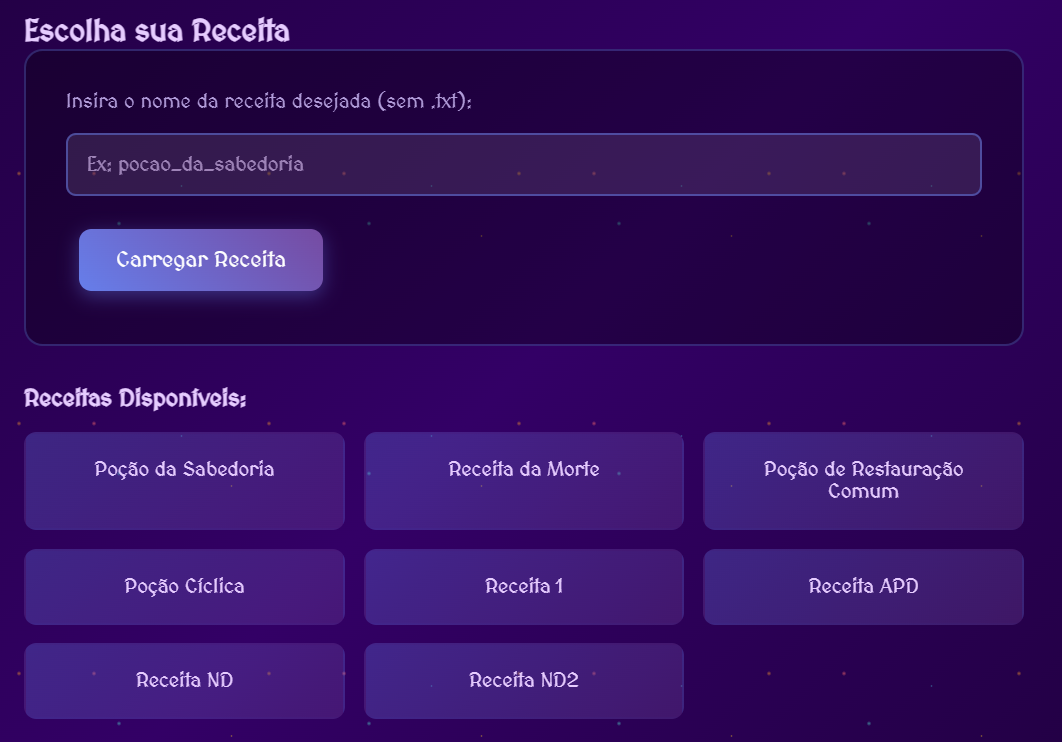 Escolha sua Receita
Insira o nome da receita desejada (sem .txt):
Ex: pocao_da_sabedoria
Carregar Receita
Receitas Disponíveis:
Poção da Sabedoria
Receita da Morte
Poção de Restauração
Comum
Poção Cíclica
Receita 1
Receita APD
Receita ND
Receita ND2